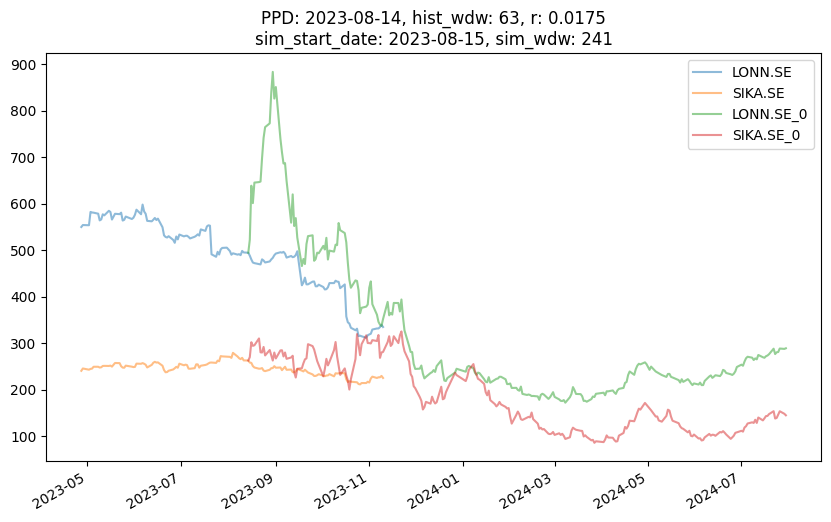 PPD: 2023-08-14, hist_wdw: 63, r: 0.0175
sim_start_date: 2023-08-15, sim_wdw: 241
LONN.SE
SIKA.SE
LONN.SE_0
SIKA.SE_0
900
800
700
600
500
400
300
200
100
2023-05
2023-07
2023-09
2023-11
2024-01
2024-03
2024-05
2024-07